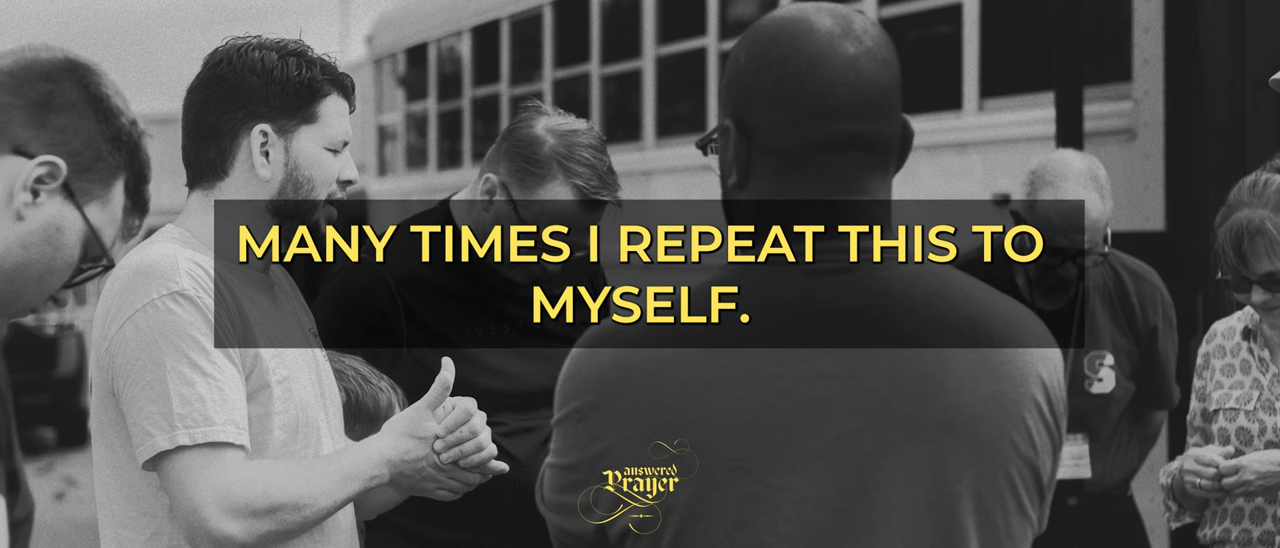 MANY TIMES I REPEAT THIS TO
MYSELF.
S
answered
Prayer